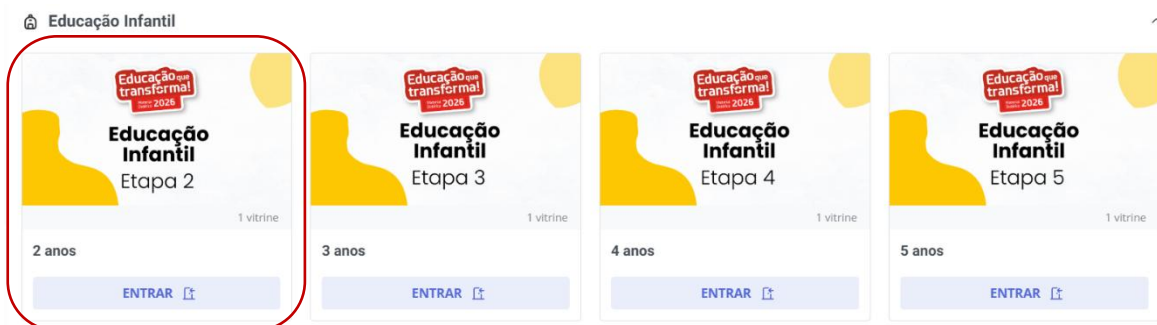 Educação Infantil
Educação que
transforma!
2026
Educação
Infantil
Etapa 2
1 vitrine
2 anos
ENTRAR
Educação que
transforma!
2026
Educação
Infantil
Etapa 3
1 vitrine
3 anos
ENTRAR
Educação que
transforma!
2026
Educação
Infantil
Etapa 4
1 vitrine
4 anos
ENTRAR
Educação que
transforma!
2026
Educação
Infantil
Etapa 5
1 vitrine
5 anos
ENTRAR